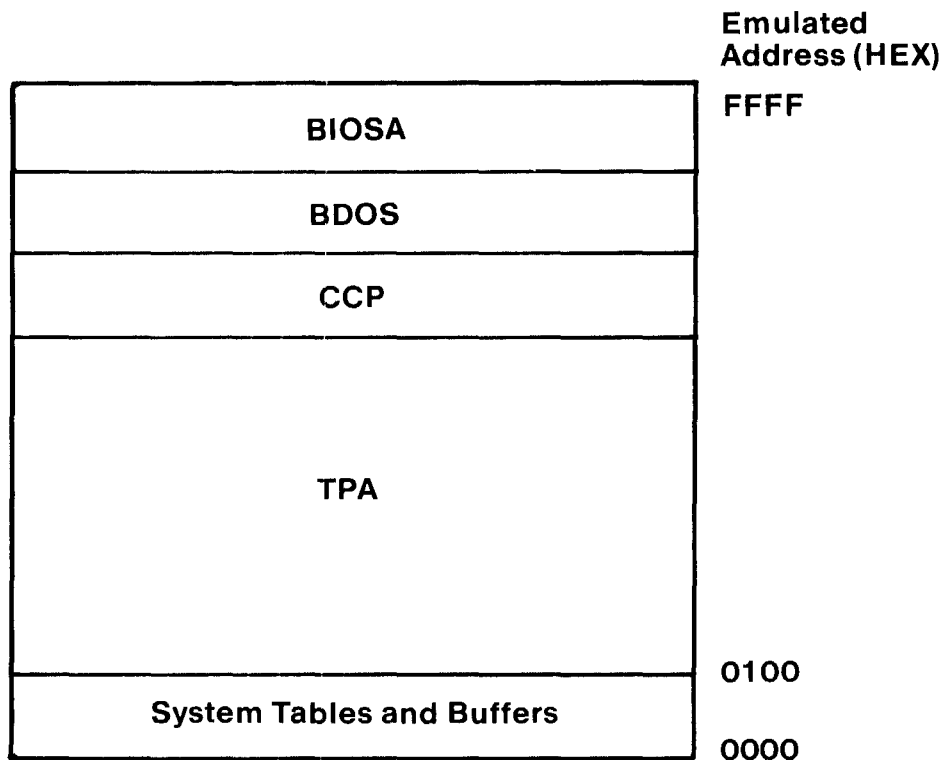 Emulated
Address (HEX)
FFFF
BIOSA
BDOS
CCP
TPA
0100
System Tables and Buffers
0000